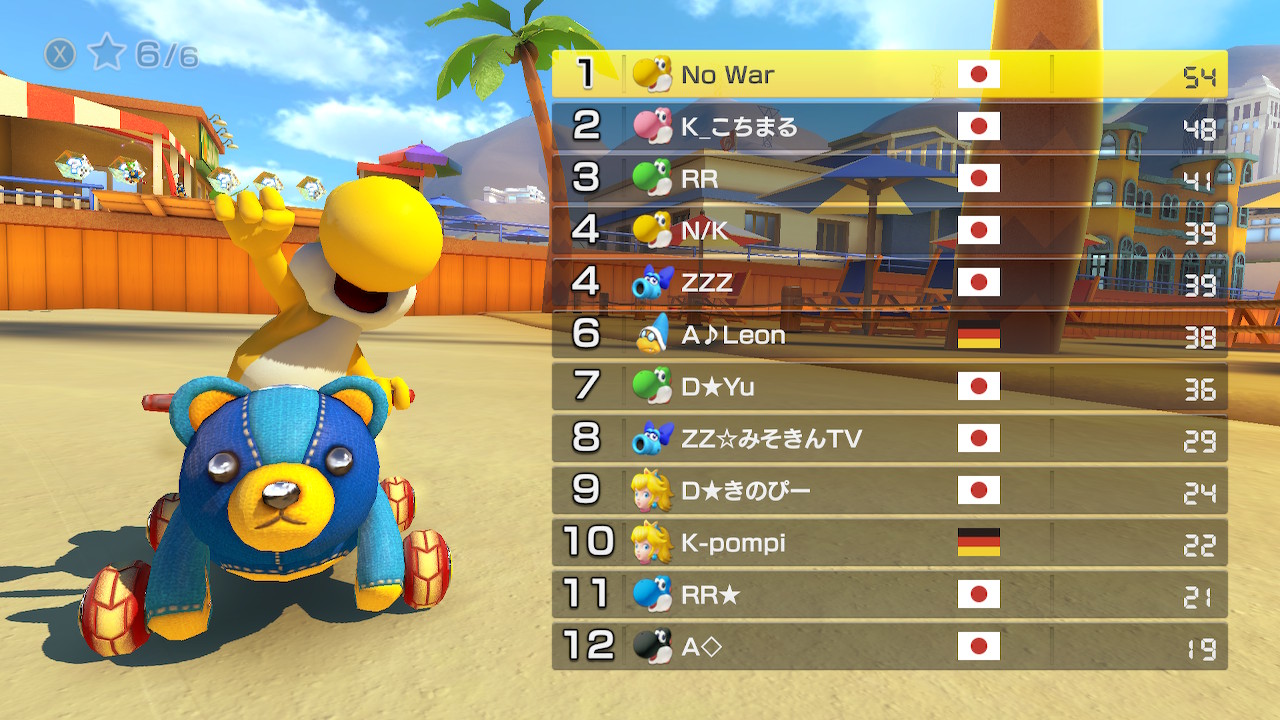 X ☆ 6/6
1 No War 54
2 K_こちまる 48
3 RR 41
4 N/K 39
4 ZZZ 39
6 A♪Leon 38
7 D★Yu 36
8 ZZ☆みそきんTV 29
9 D★きのぴー 24
10 K-pompi 22
11 RR★ 21
12 A◇ 19